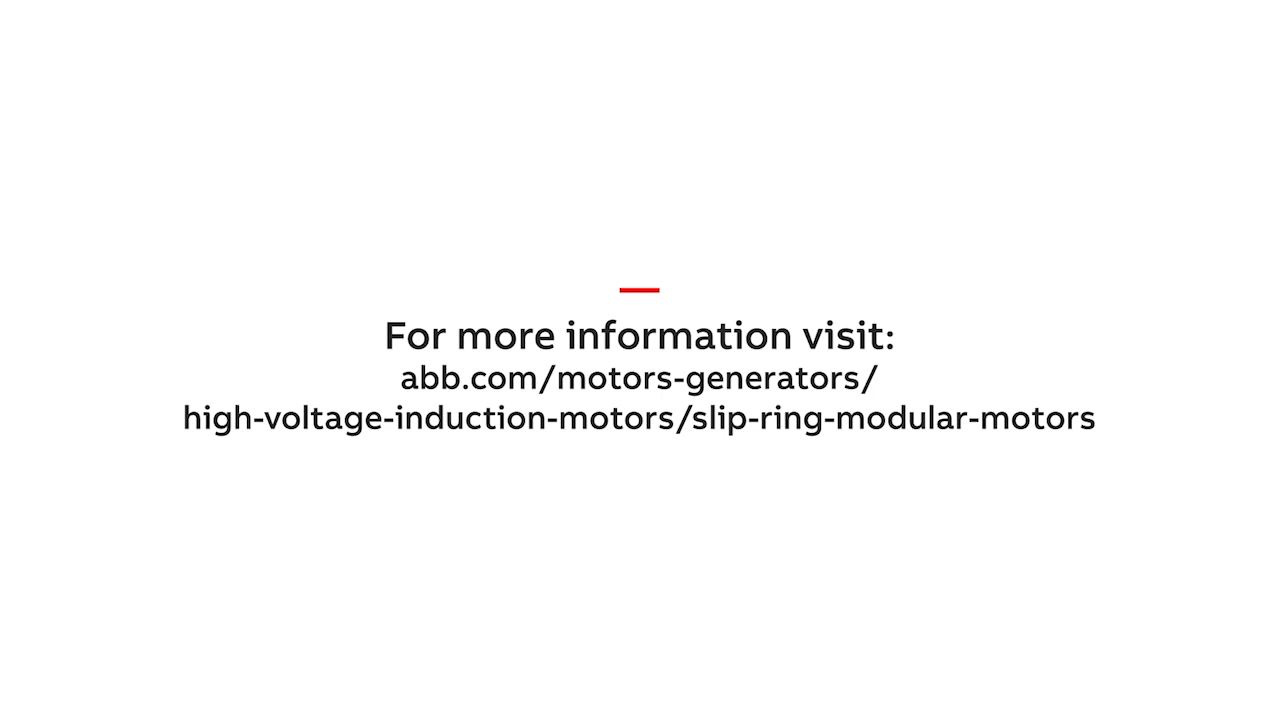 For more information visit:
abb.com/motors-generators/
high-voltage-induction-motors/slip-ring-modular-motors